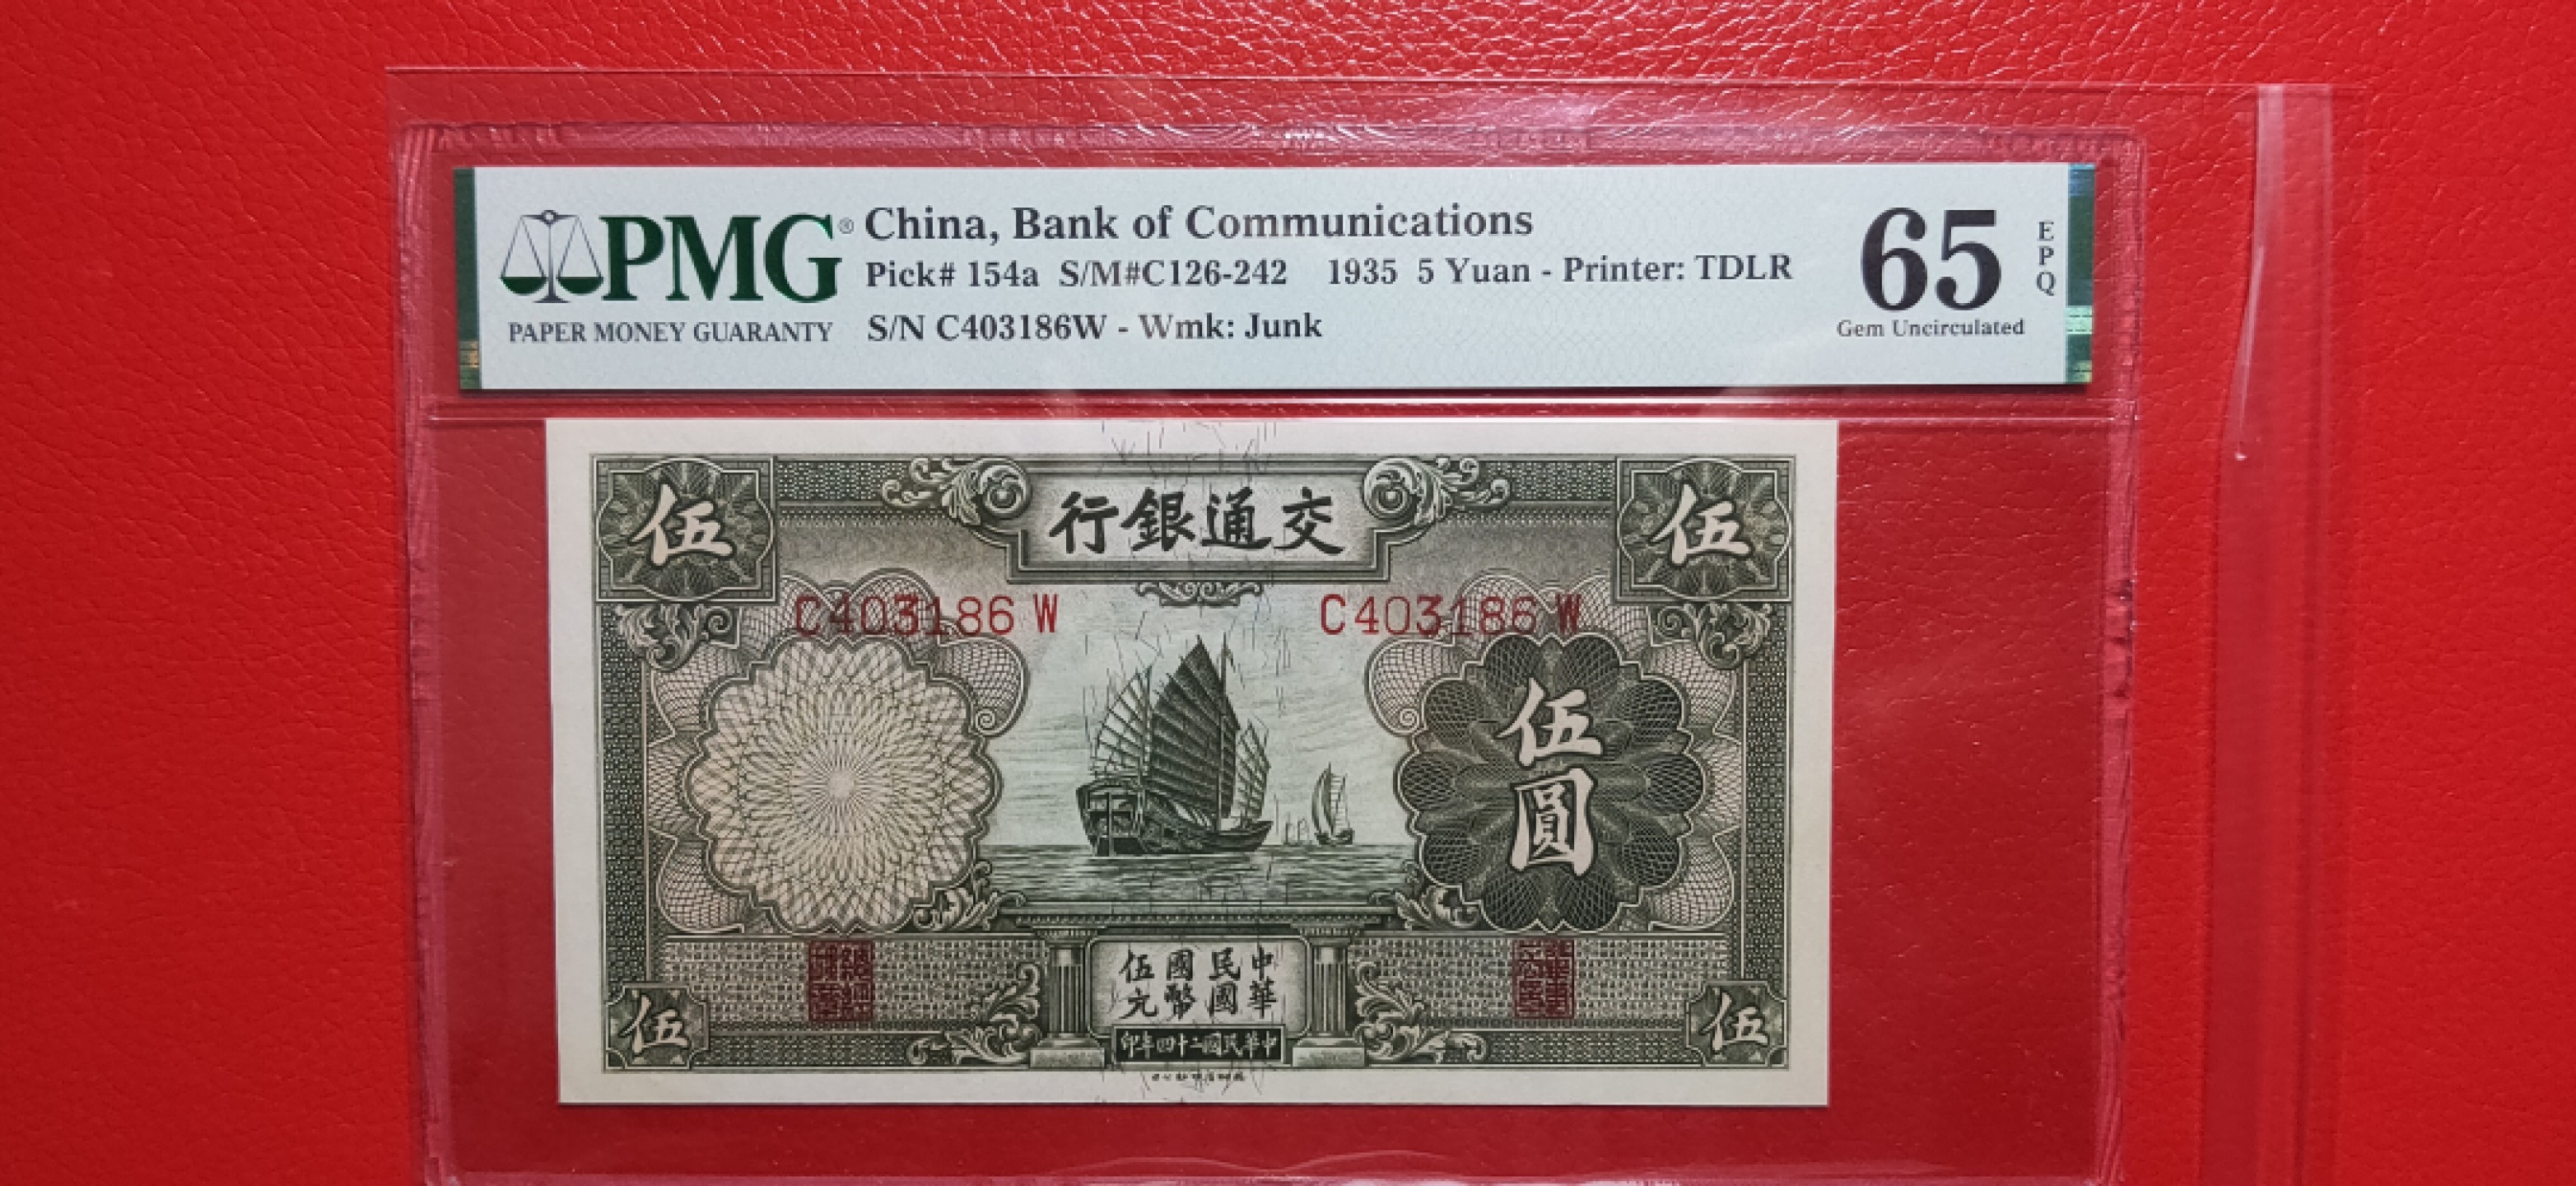 PMG®
PAPER MONEY GUARANTY
China, Bank of Communications
Pick# 154a S/M#C126-242 1935 5 Yuan - Printer: TDLR
S/N C403186W - Wmk: Junk
65
EPQ
Gem Uncirculated
伍
行銀通交
伍
C403186 W
C403186 W
伍圓
伍 國 民 中
元 幣 國 華
印年四十二國民華中
伍
伍